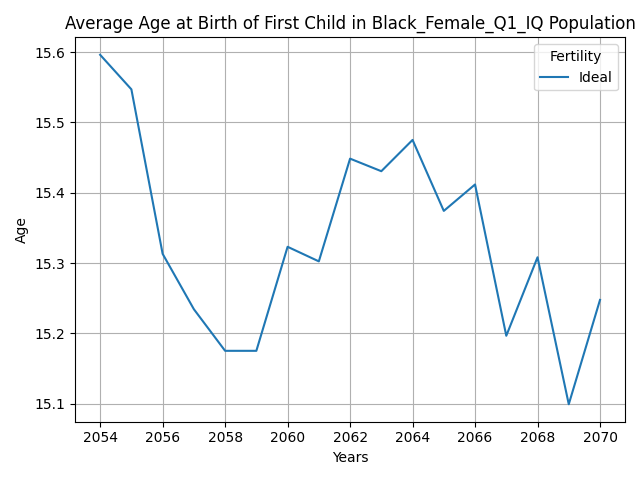 Average Age at Birth of First Child in Black_Female_Q1_IQ Population
Fertility
Ideal
15.6
15.5
15.4
15.3
15.2
15.1
Age
2054 2056 2058 2060 2062 2064 2066 2068 2070
Years